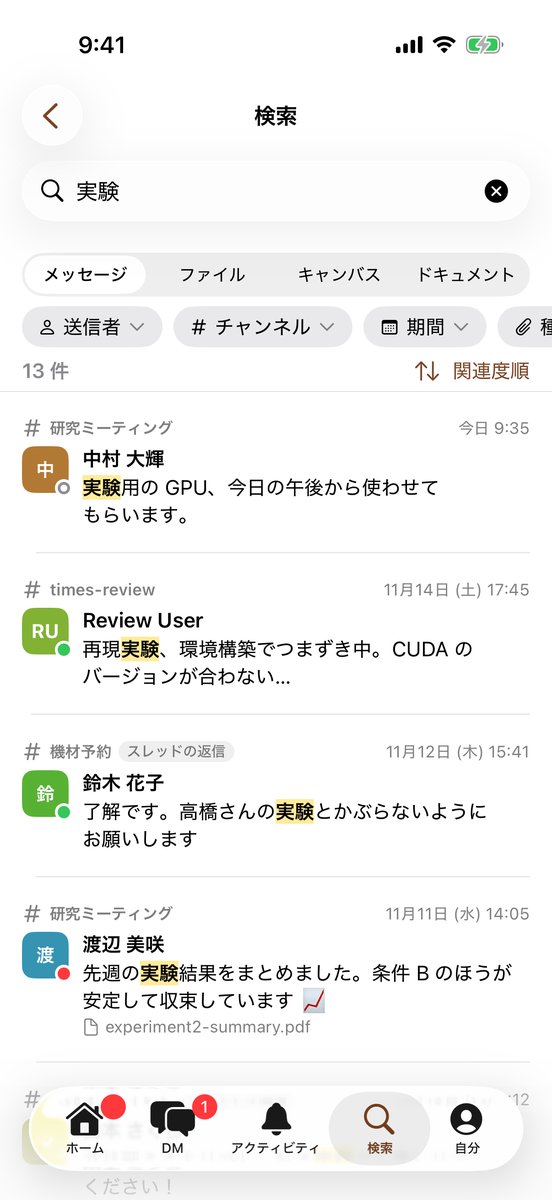 9:41
検索
実験
メッセージ
ファイル
キャンバス
ドキュメント
送信者
# チャンネル
期間
種
13 件
関連度順
# 研究ミーティング
今日 9:35
中
中村 大輝
実験用の GPU、今日の午後から使わせて
もらいます。
# times-review
11月14日 (土) 17:45
RU
Review User
再現実験、環境構築でつまずき中。CUDA の
バージョンが合わない...
# 機材予約 スレッドの返信
11月12日 (木) 15:41
鈴
鈴木 花子
了解です。高橋さんの実験とかぶらないように
お願いします
# 研究ミーティング
11月11日 (水) 14:05
渡
渡辺 美咲
先週の実験結果をまとめました。条件 B のほうが
安定して収束しています 📈
experiment2-summary.pdf
#
:12
ホーム
1
DM
アクティビティ
検索
自分
ください！